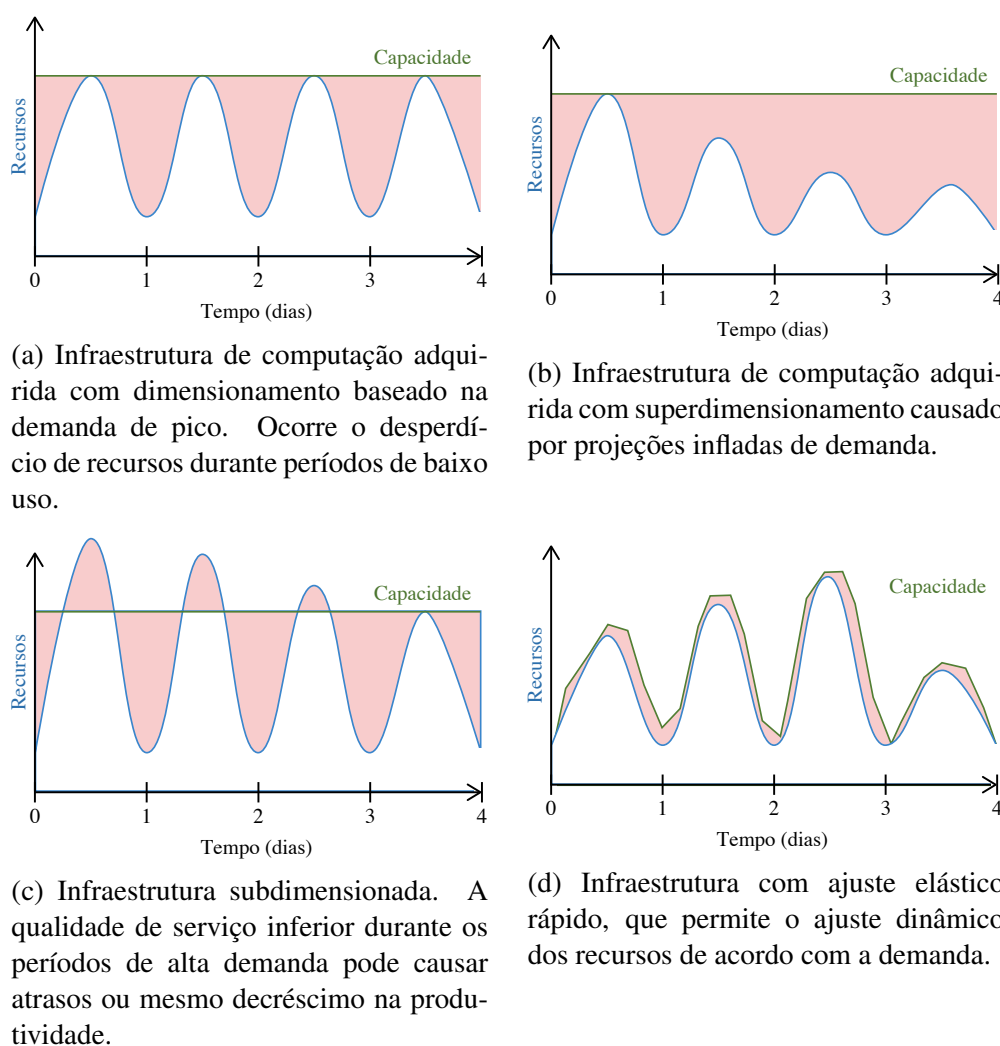 Capacidade
Recursos
0 1 2 3 4
Tempo (dias)
(a) Infraestrutura de computação adqui-
rida com dimensionamento baseado na
demanda de pico. Ocorre o desperdí-
cio de recursos durante períodos de baixo
uso.
Capacidade
Recursos
0 1 2 3 4
Tempo (dias)
(b) Infraestrutura de computação adqui-
rida com superdimensionamento causado
por projeções infladas de demanda.
Capacidade
Recursos
0 1 2 3 4
Tempo (dias)
(c) Infraestrutura subdimensionada. A
qualidade de serviço inferior durante os
períodos de alta demanda pode causar
atrasos ou mesmo decréscimo na produ-
tividade.
Capacidade
Recursos
0 1 2 3 4
Tempo (dias)
(d) Infraestrutura com ajuste elástico
rápido, que permite o ajuste dinâmico
dos recursos de acordo com a demanda.